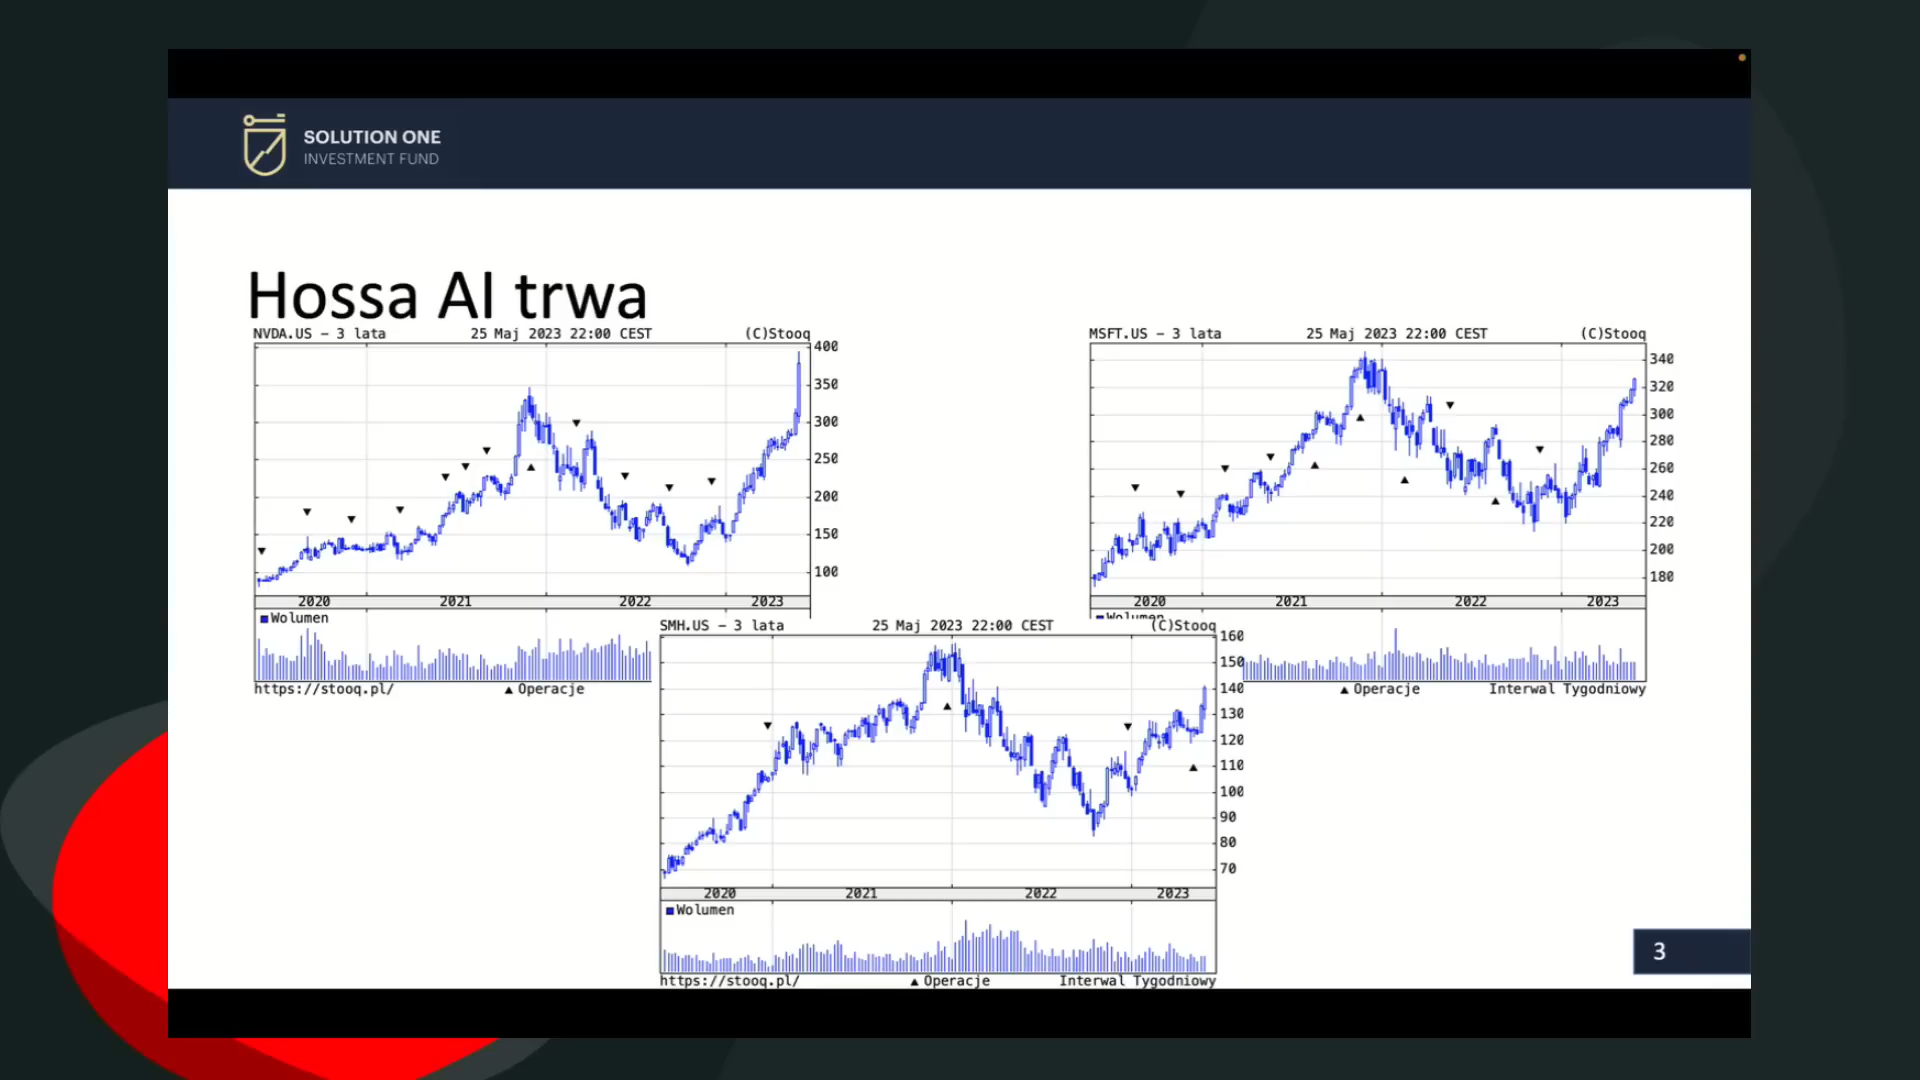 SOLUTION ONE
INVESTMENT FUND
Hossa AI trwa
NVDA.US - 3 lata 25 Maj 2023 22:00 CEST (C)Stooq
400
350
300
250
200
150
100
2020 2021 2022 2023
Wolumen
https://stooq.pl/ ▲ Operacje
MSFT.US - 3 lata 25 Maj 2023 22:00 CEST (C)Stooq
340
320
300
280
260
240
220
200
180
2020 2021 2022 2023
Wolumen
▲ Operacje Interwal Tygodniowy
SMH.US - 3 lata 25 Maj 2023 22:00 CEST (C)Stooq
160
150
140
130
120
110
100
90
80
70
2020 2021 2022 2023
Wolumen
https://stooq.pl/ ▲ Operacje Interwal Tygodniowy
3